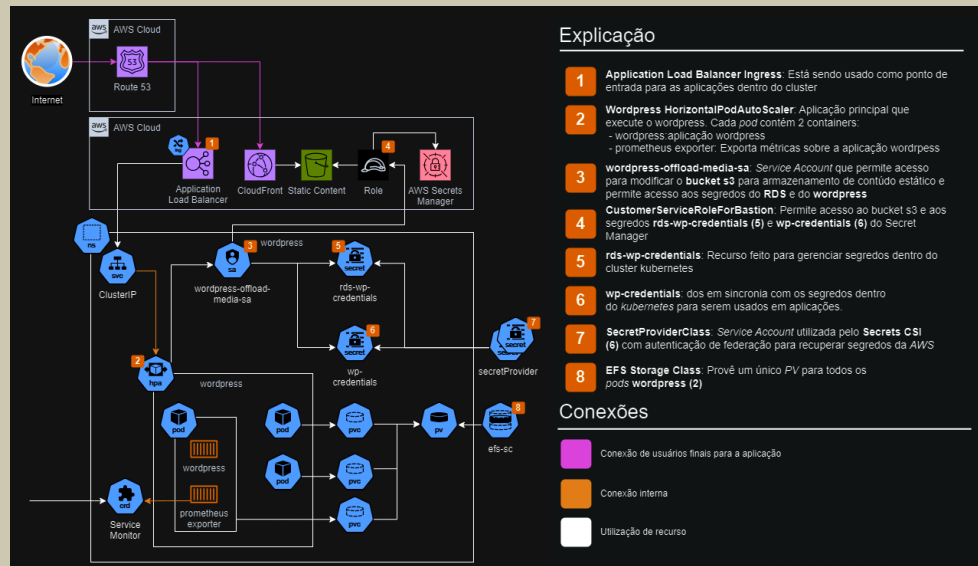 aws
AWS Cloud
53
Route 53
Internet
aws
AWS Cloud
ing
1
Application
Load Balancer
CloudFront
Static Content
4
Role
AWS Secrets
Manager
ns
wordpress
svc
ClusterIP
3
sa
wordpress-offload-
media-sa
5
secret
rds-wp-
credentials
6
secret
wp-
credentials
7
secret
secretProvider
2
hpa
wordpress
pod
wordpress
prometheus
exporter
crd
Service
Monitor
pod
pvc
pv
8
efs-sc
pod
pvc
pvc
Explicação
1
Application Load Balancer Ingress: Está sendo usado como ponto de
entrada para as aplicações dentro do cluster
2
Wordpress HorizontalPodAutoScaler: Aplicação principal que
execute o wordpress. Cada pod contém 2 containers:
- wordpress:aplicação wordpress
- prometheus exporter: Exporta métricas sobre a aplicação wordrpess
3
wordpress-offload-media-sa: Service Account que permite acesso
para modificar o bucket s3 para armazenamento de contúdo estático e
permite acesso aos segredos do RDS e do wordpress
4
CustomerServiceRoleForBastion: Permite acesso ao bucket s3 e aos
segredos rds-wp-credentials (5) e wp-credentials (6) do Secret
Manager
5
rds-wp-credentials: Recurso feito para gerenciar segredos dentro do
cluster kubernetes
6
wp-credentials: dos em sincronia com os segredos dentro
do kubernetes para serem usados em aplicações.
7
SecretProviderClass: Service Account utilizada pelo Secrets CSI
(6) com autenticação de federação para recuperar segredos da AWS
8
EFS Storage Class: Provê um único PV para todos os
pods wordpress (2)
Conexões
Conexão de usuários finais para a aplicação
Conexão interna
Utilização de recurso